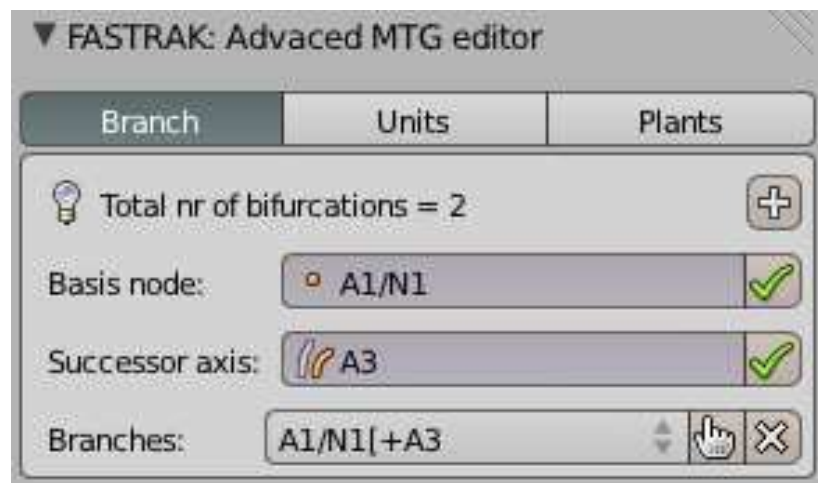 FASTRAK: Advaced MTG editor
Branch Units Plants
Total nr of bifurcations = 2
Basis node: A1/N1
Successor axis: A3
Branches: A1/N1[+A3